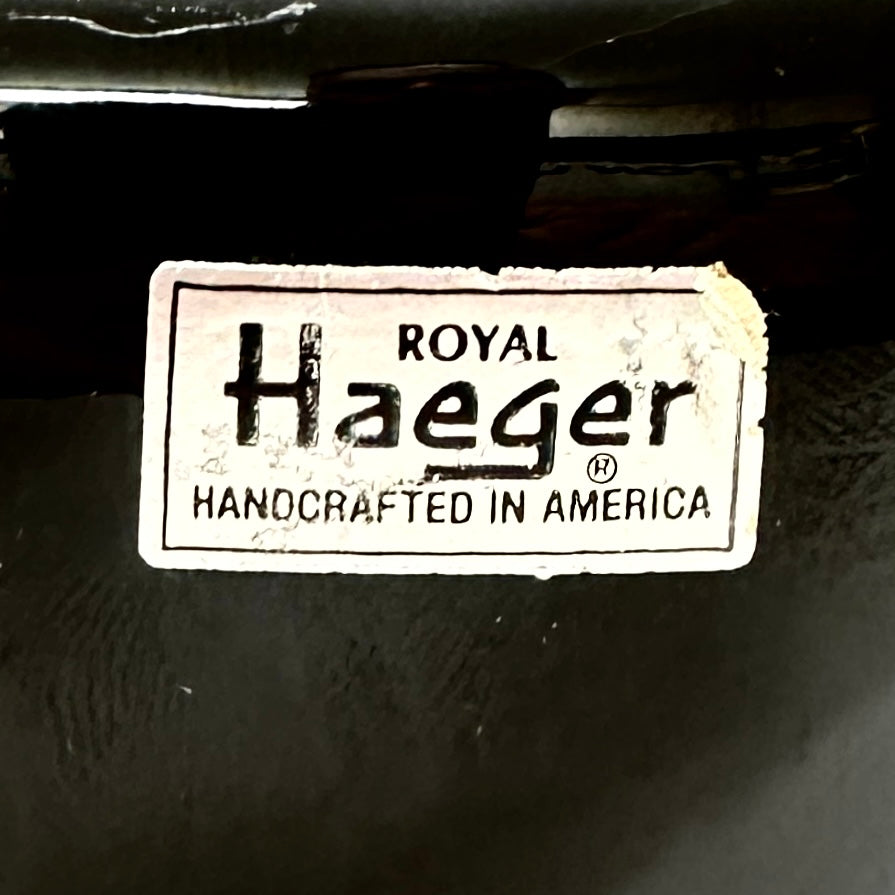 ROYAL
Haeger
®
HANDCRAFTED IN AMERICA